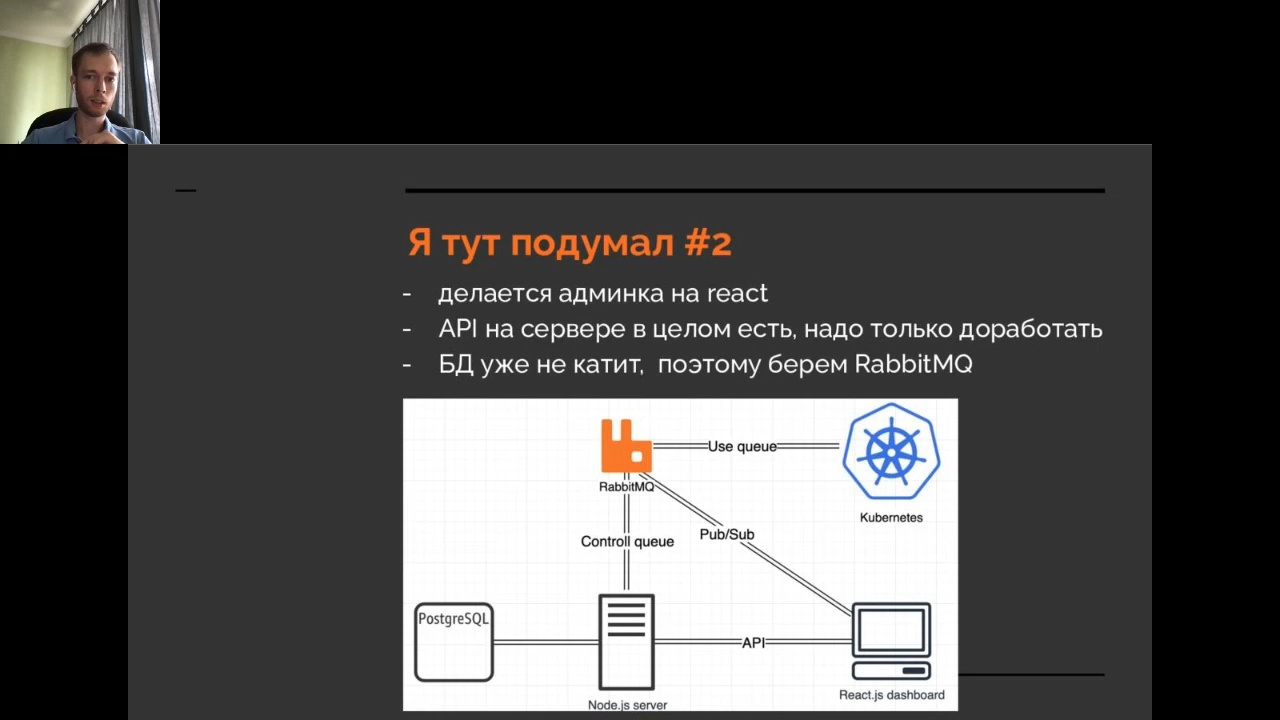 Я тут подумал #2
- делается админка на react
- API на сервере в целом есть, надо только доработать
- БД уже не катит, поэтому берем RabbitMQ
Use queue
RabbitMQ
Kubernetes
Pub/Sub
Controll queue
PostgreSQL
API
React.js dashboard
Node.js server